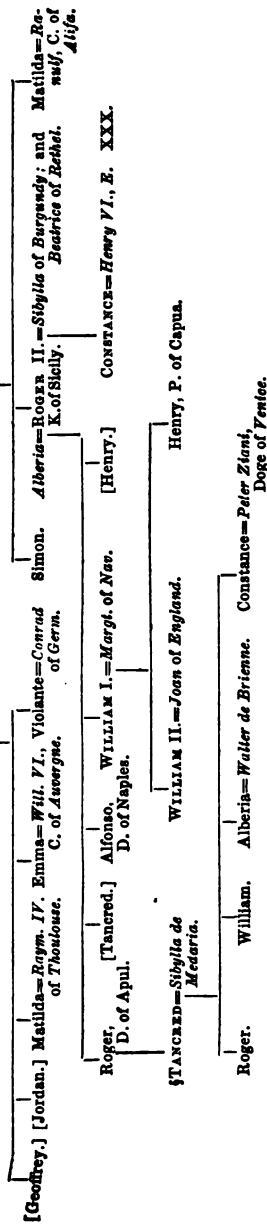 [Geoffrey.] [Jordan.] Matilda=Raym. IV. of Thoulouse. Emma=Will. VI., C. of Auvergne. Violante=Conrad of Germ. Simon. Alberia=ROGER II.=Sibylla of Burgundy; and Beatrice of Rethel. K. of Sicily. Matilda=Ranulf, C. of Alifa.
Roger, D. of Apul. [Tancred.] Alfonso, D. of Naples. WILLIAM I.=Margt. of Nav. [Henry.] CONSTANCE=Henry VI., E. XXX.
§TANCRED=Sibylla de Medaria. WILLIAM II.=Joan of England. Henry, P. of Capua.
Roger. William. Alberia=Walter de Brienne. Constance=Peter Ziani, Doge of Venice.